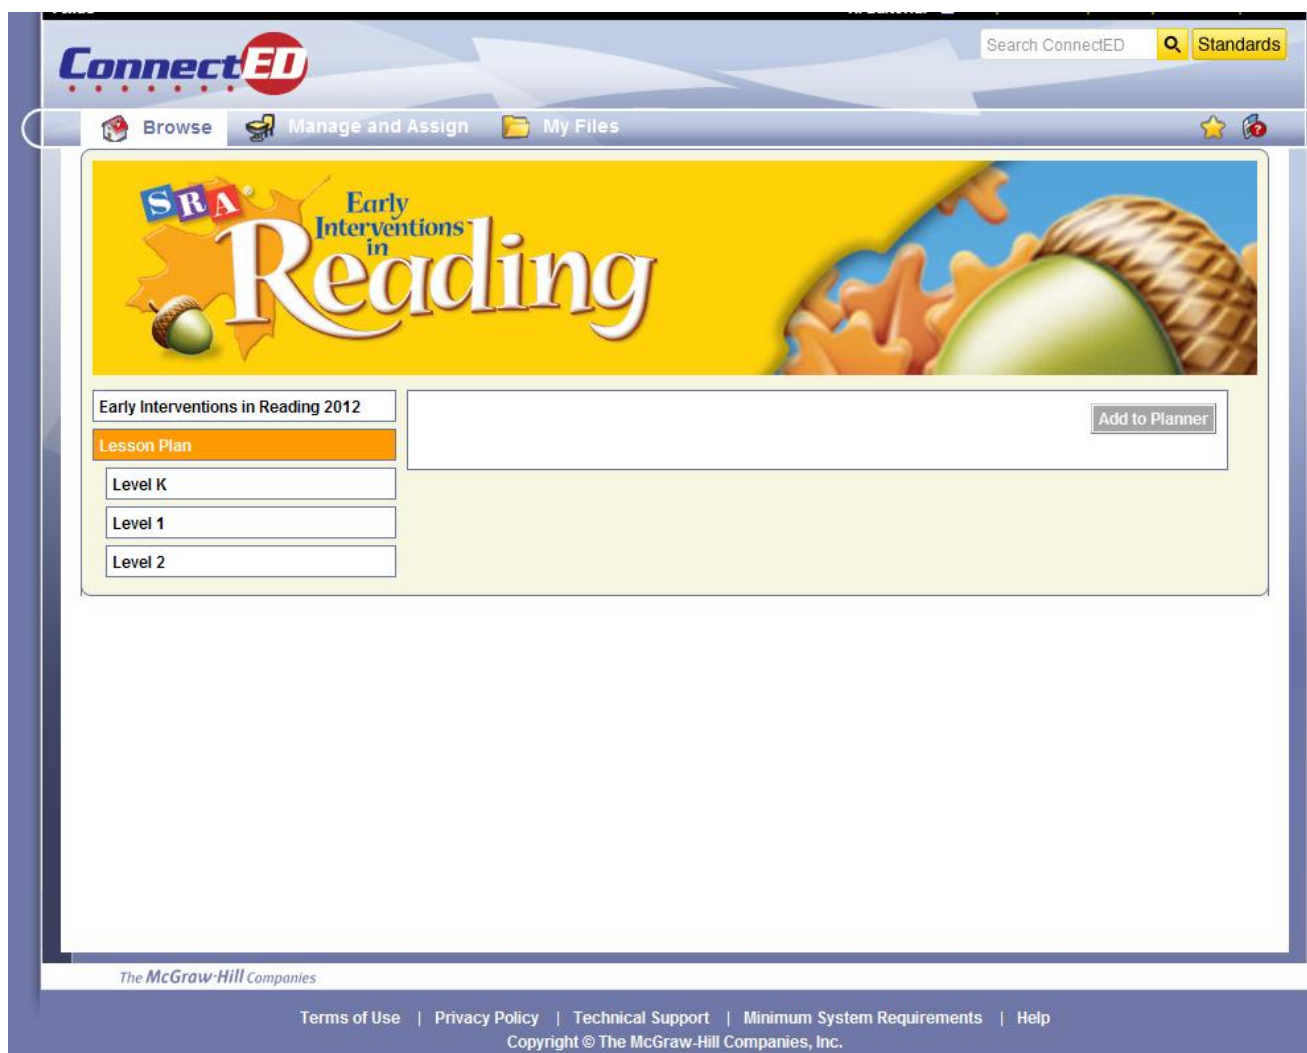 Search ConnectED
Standards
ConnectED
Browse
Manage and Assign
My Files
SRA®
Early
Interventions
in
Reading
Early Interventions in Reading 2012
Add to Planner
Lesson Plan
Level K
Level 1
Level 2
The McGraw·Hill Companies
Terms of Use | Privacy Policy | Technical Support | Minimum System Requirements | Help
Copyright © The McGraw-Hill Companies, Inc.